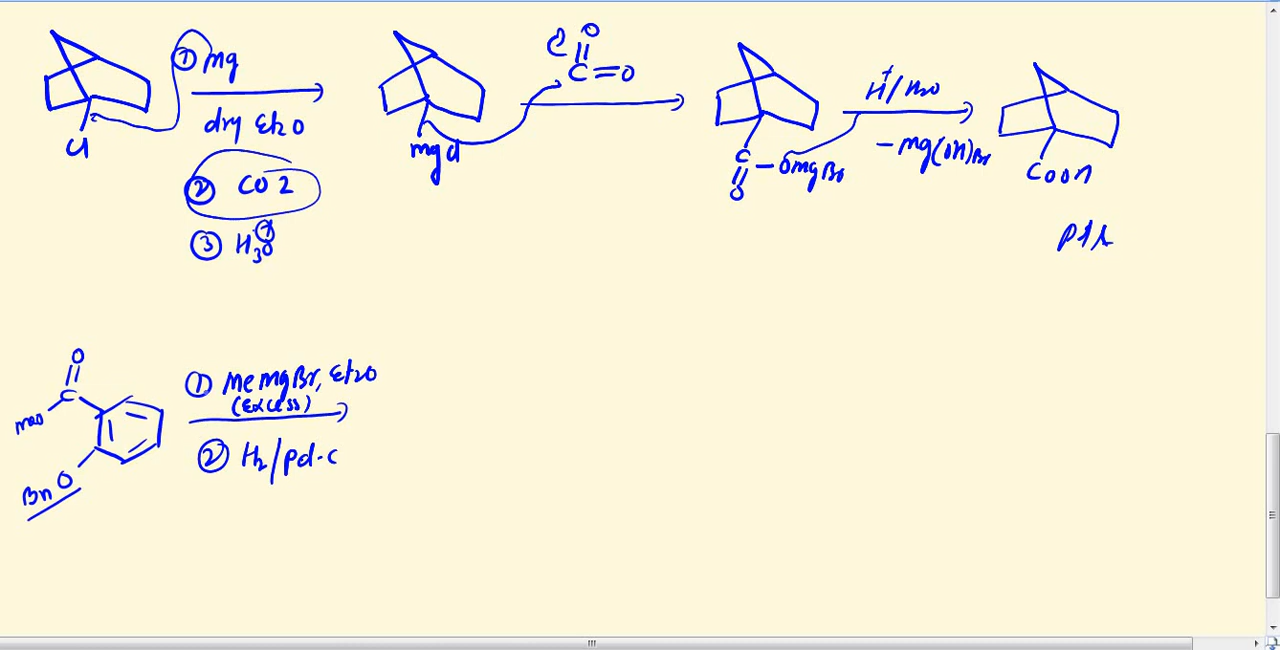 ① mg
dry Et2O
② CO2
③ H3O⊕
Cl
mgCl
O
C=O
C-OmgBr
O
H+/H2O
-mg(OH)Br
COOH
O
C
meO
BnO
① MemgBr, Et2O
(Excess)
② H2/pd-C